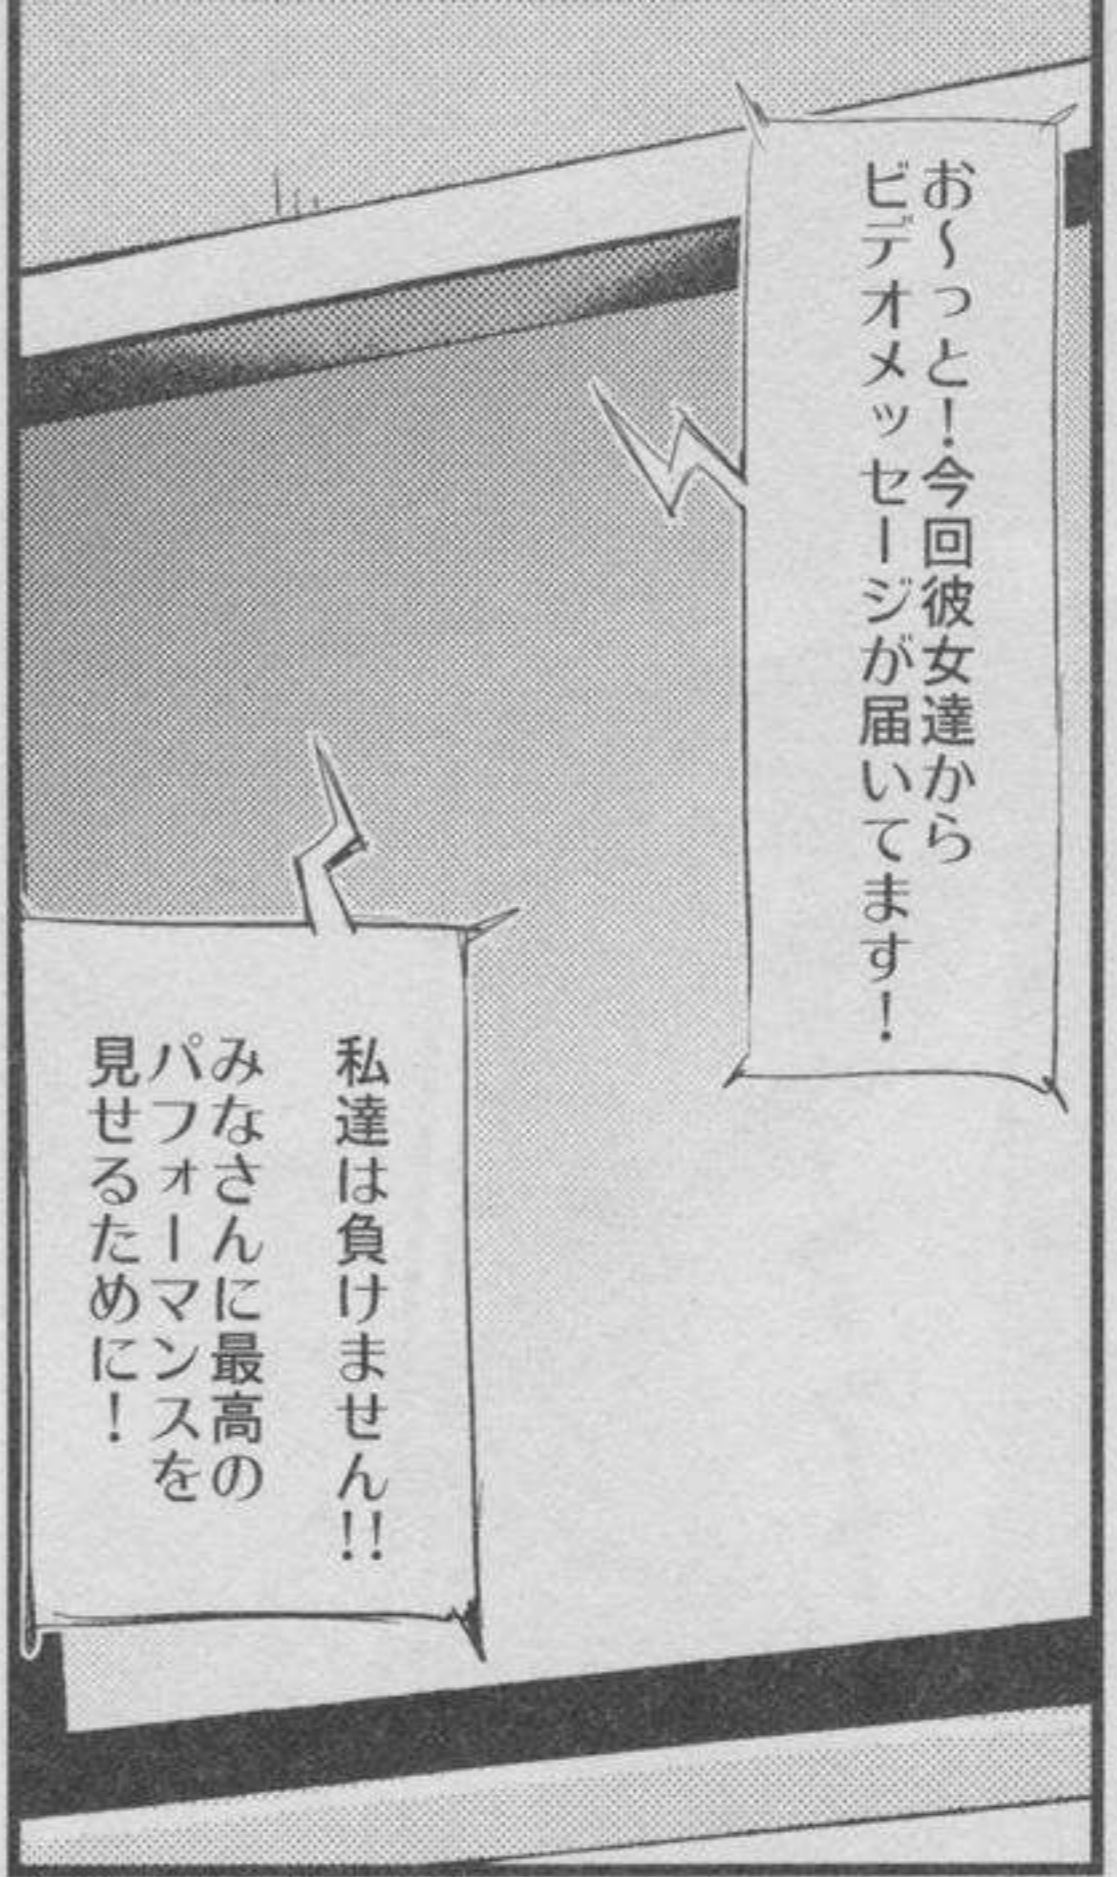 お〜っと！今回彼女達から
ビデオメッセージが届いてます！
私達は負けません!!
みなさんに最高の
パフォーマンスを
見せるために！